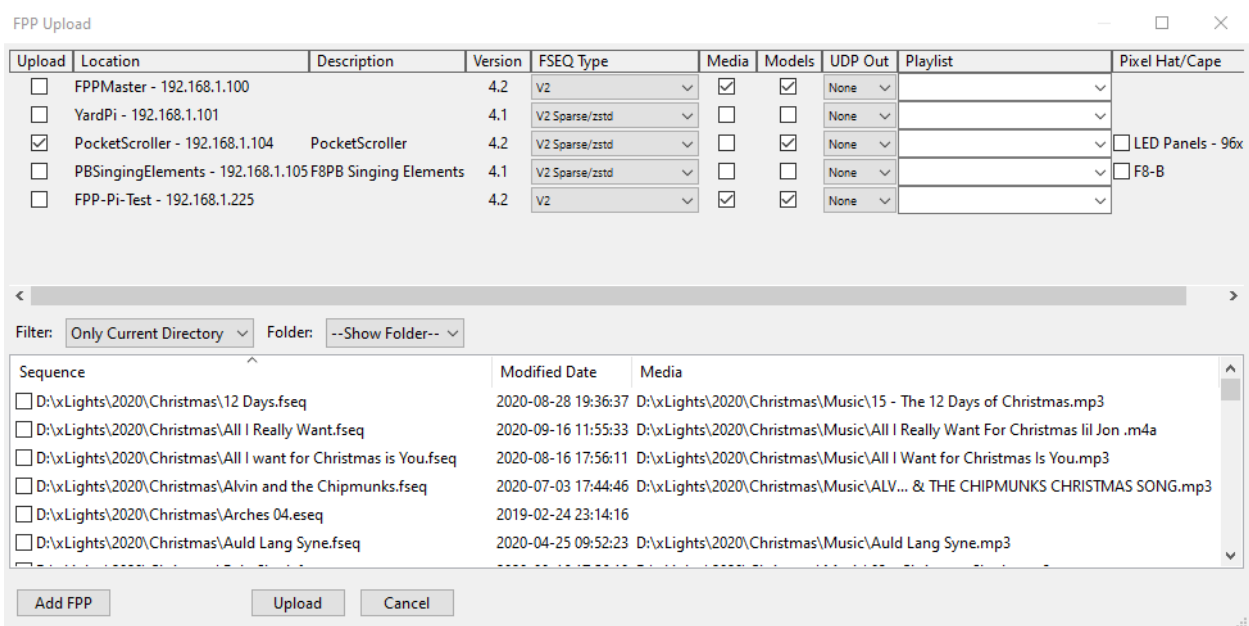 FPP Upload
Upload Location Description Version FSEQ Type Media Models UDP Out Playlist Pixel Hat/Cape
FPPMaster - 192.168.1.100 4.2 V2 None
YardPi - 192.168.1.101 4.1 V2 Sparse/zstd None
PocketScroller - 192.168.1.104 PocketScroller 4.2 V2 Sparse/zstd None LED Panels - 96x
PBSingingElements - 192.168.1.105 F8PB Singing Elements 4.1 V2 Sparse/zstd None F8-B
FPP-Pi-Test - 192.168.1.225 4.2 V2 None
Filter: Only Current Directory Folder: --Show Folder--
Sequence Modified Date Media
D:\xLights\2020\Christmas\12 Days.fseq 2020-08-28 19:36:37 D:\xLights\2020\Christmas\Music\15 - The 12 Days of Christmas.mp3
D:\xLights\2020\Christmas\All I Really Want.fseq 2020-09-16 11:55:33 D:\xLights\2020\Christmas\Music\All I Really Want For Christmas lil Jon .m4a
D:\xLights\2020\Christmas\All I want for Christmas is You.fseq 2020-08-16 17:56:11 D:\xLights\2020\Christmas\Music\All I Want for Christmas Is You.mp3
D:\xLights\2020\Christmas\Alvin and the Chipmunks.fseq 2020-07-03 17:44:46 D:\xLights\2020\Christmas\Music\ALV... & THE CHIPMUNKS CHRISTMAS SONG.mp3
D:\xLights\2020\Christmas\Arches 04.eseq 2019-02-24 23:14:16
D:\xLights\2020\Christmas\Auld Lang Syne.fseq 2020-04-25 09:52:23 D:\xLights\2020\Christmas\Music\Auld Lang Syne.mp3
Add FPP Upload Cancel